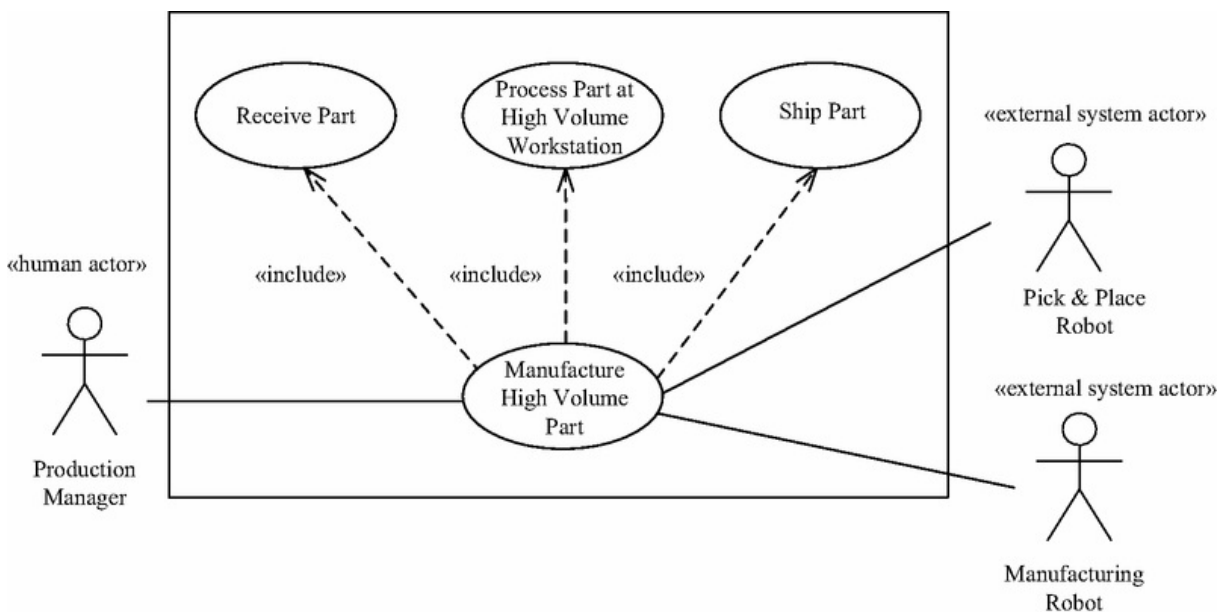 Receive Part
Process Part at
High Volume
Workstation
Ship Part
«external system actor»
Pick & Place
Robot
«human actor»
Production
Manager
«include»
«include»
«include»
Manufacture
High Volume
Part
«external system actor»
Manufacturing
Robot